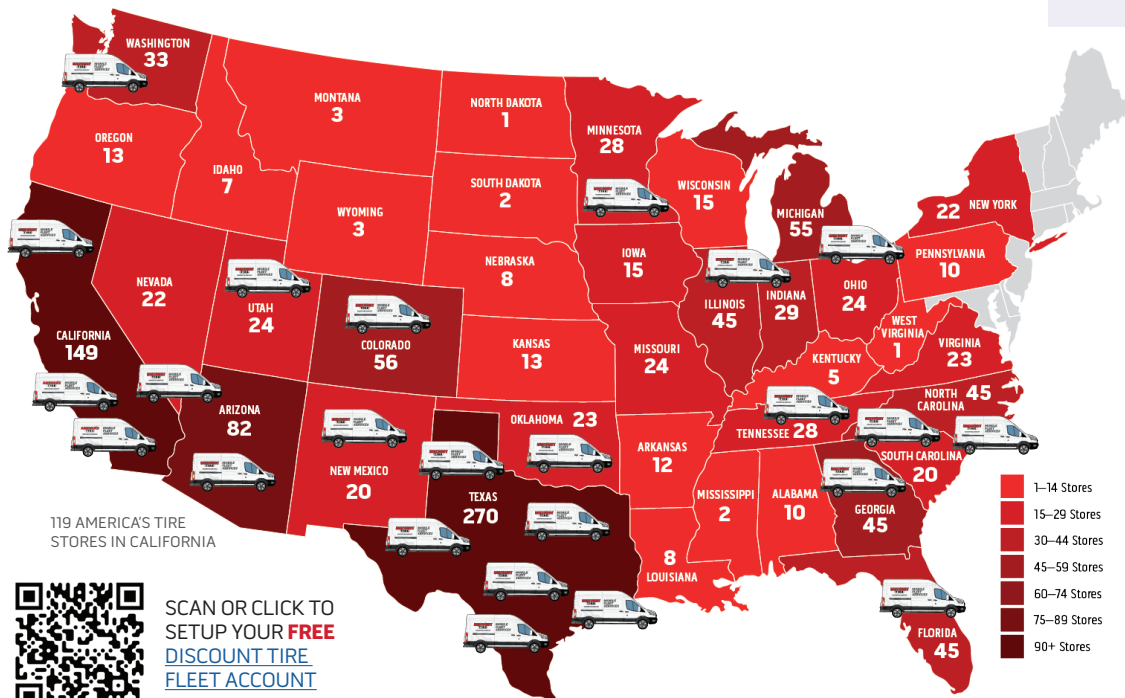 WASHINGTON
33
MONTANA
3
NORTH DAKOTA
1
MINNESOTA
28
OREGON
13
IDAHO
7
SOUTH DAKOTA
2
WISCONSIN
15
MICHIGAN
55
22 NEW YORK
WYOMING
3
IOWA
15
PENNSYLVANIA
10
NEVADA
22
UTAH
24
NEBRASKA
8
ILLINOIS
45
INDIANA
29
OHIO
24
WEST
VIRGINIA
1
VIRGINIA
23
CALIFORNIA
149
COLORADO
56
KANSAS
13
MISSOURI
24
KENTUCKY
5
NORTH 45
CAROLINA
ARIZONA
82
OKLAHOMA 23
TENNESSEE 28
NEW MEXICO
20
ARKANSAS
12
SOUTH CAROLINA
20
TEXAS
270
MISSISSIPPI
2
ALABAMA
10
GEORGIA
45
8
LOUISIANA
FLORIDA
45
119 AMERICA'S TIRE
STORES IN CALIFORNIA
1–14 Stores
15–29 Stores
30–44 Stores
45–59 Stores
60–74 Stores
75–89 Stores
90+ Stores
SCAN OR CLICK TO
SETUP YOUR FREE
DISCOUNT TIRE
FLEET ACCOUNT